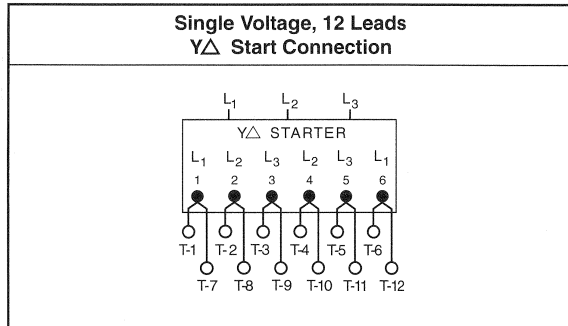 Single Voltage, 12 Leads
Y△ Start Connection
L1 L2 L3
Y△ STARTER
L1 L2 L3 L2 L3 L1
1 2 3 4 5 6
T-1 T-2 T-3 T-4 T-5 T-6
T-7 T-8 T-9 T-10 T-11 T-12